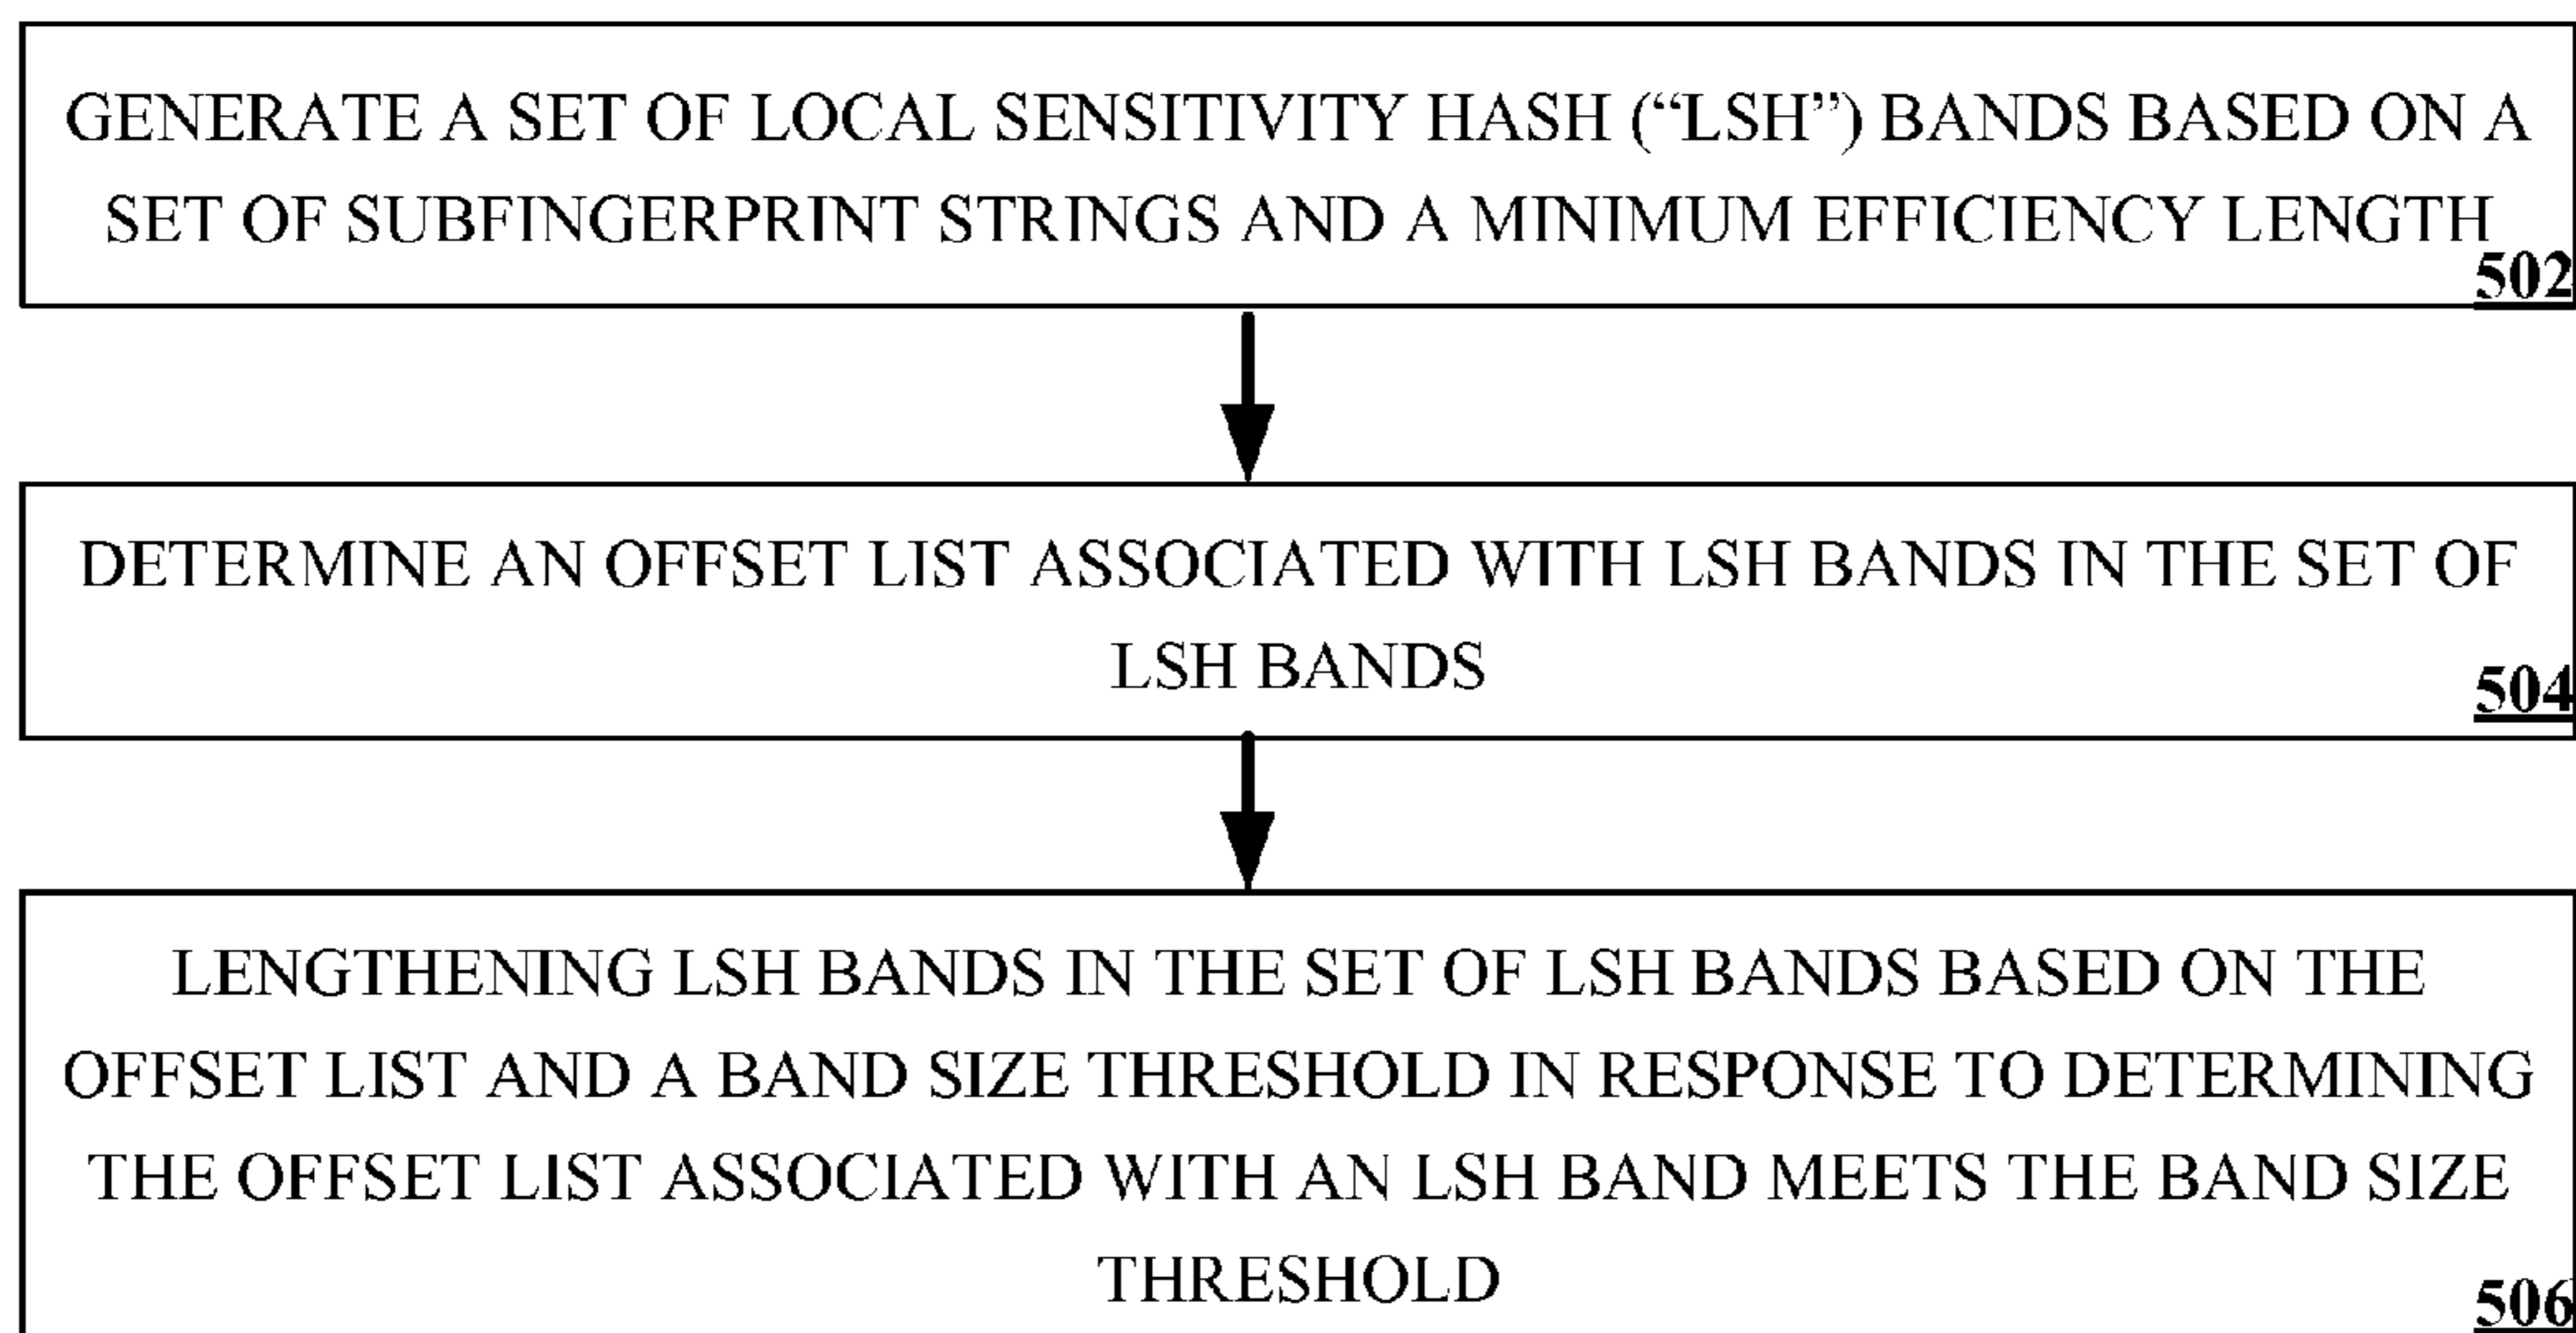 GENERATE A SET OF LOCAL SENSITIVITY HASH (“LSH”) BANDS BASED ON A
SET OF SUBFINGERPRINT STRINGS AND A MINIMUM EFFICIENCY LENGTH
502
DETERMINE AN OFFSET LIST ASSOCIATED WITH LSH BANDS IN THE SET OF
LSH BANDS
504
LENGTHENING LSH BANDS IN THE SET OF LSH BANDS BASED ON THE
OFFSET LIST AND A BAND SIZE THRESHOLD IN RESPONSE TO DETERMINING
THE OFFSET LIST ASSOCIATED WITH AN LSH BAND MEETS THE BAND SIZE
THRESHOLD
506